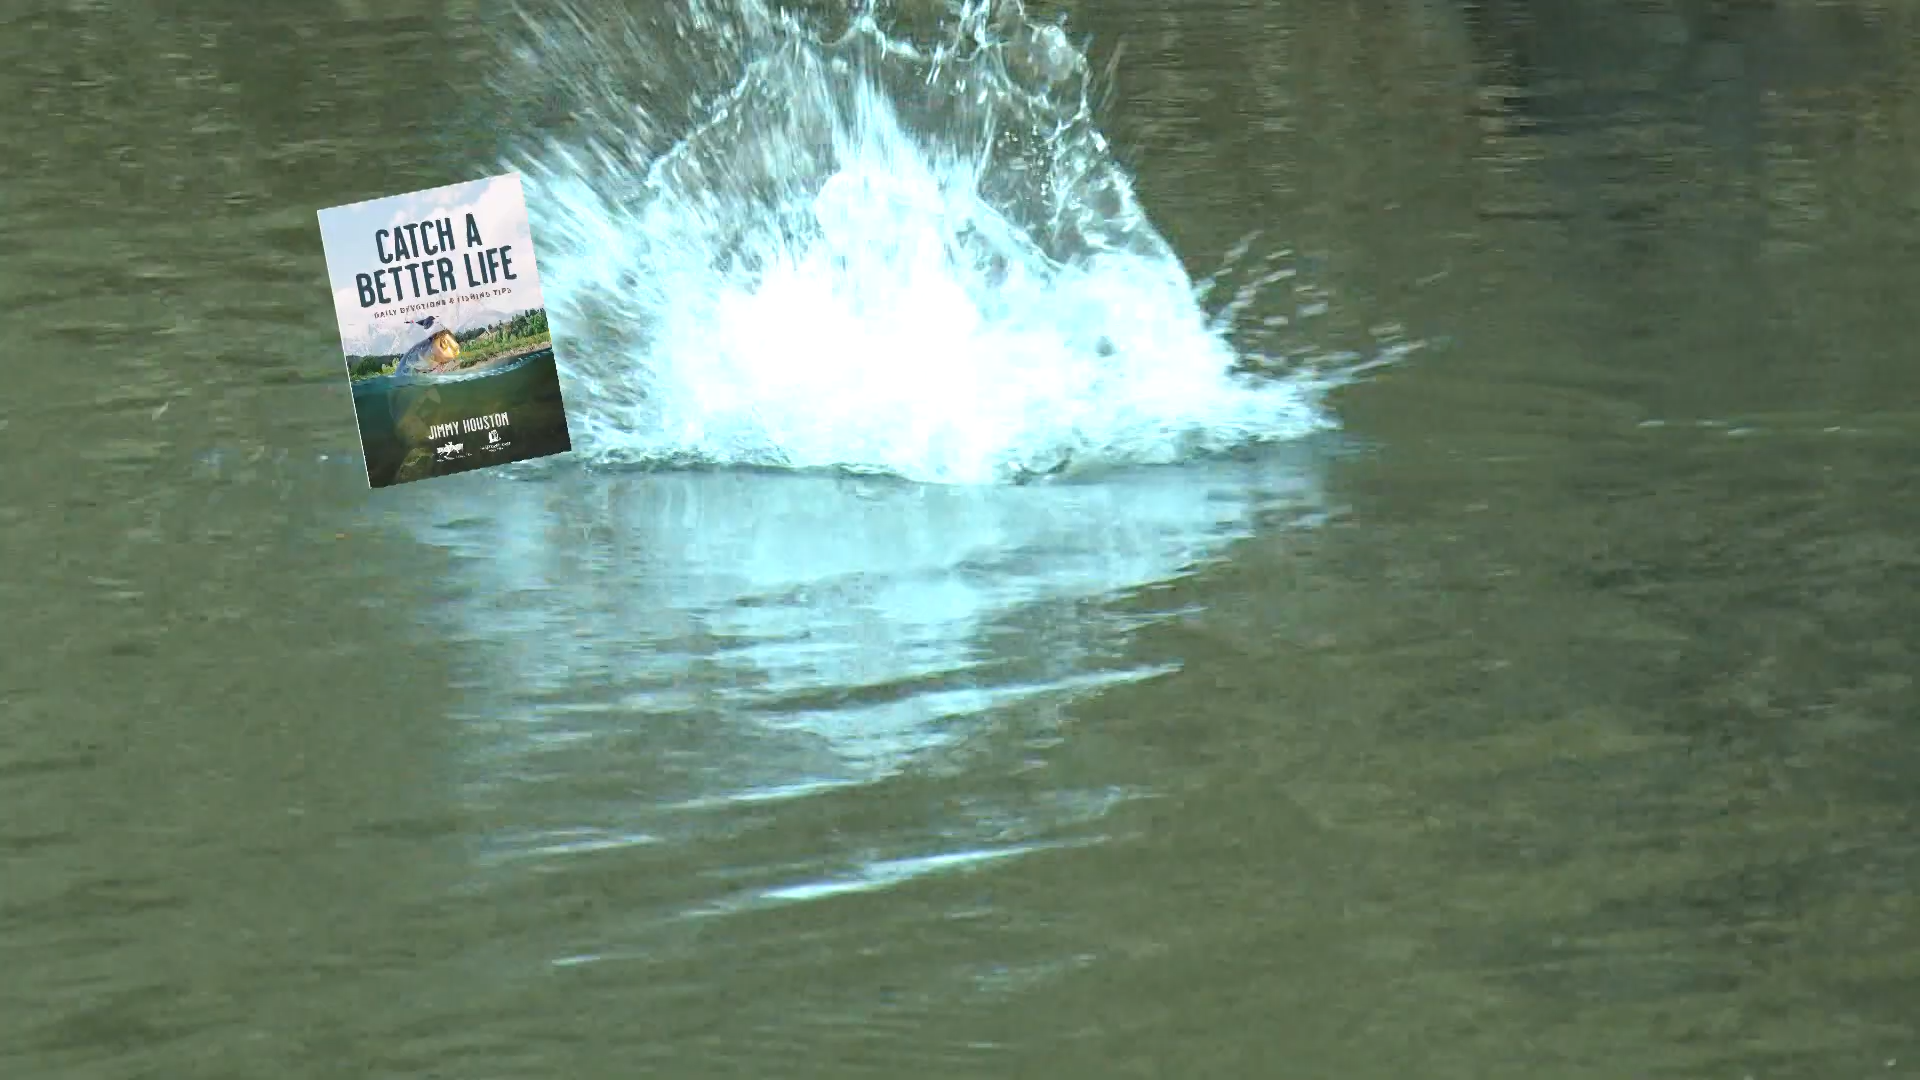 CATCH A
BETTER LIFE
DAILY DEVOTIONS & FISHING TIPS
JIMMY HOUSTON